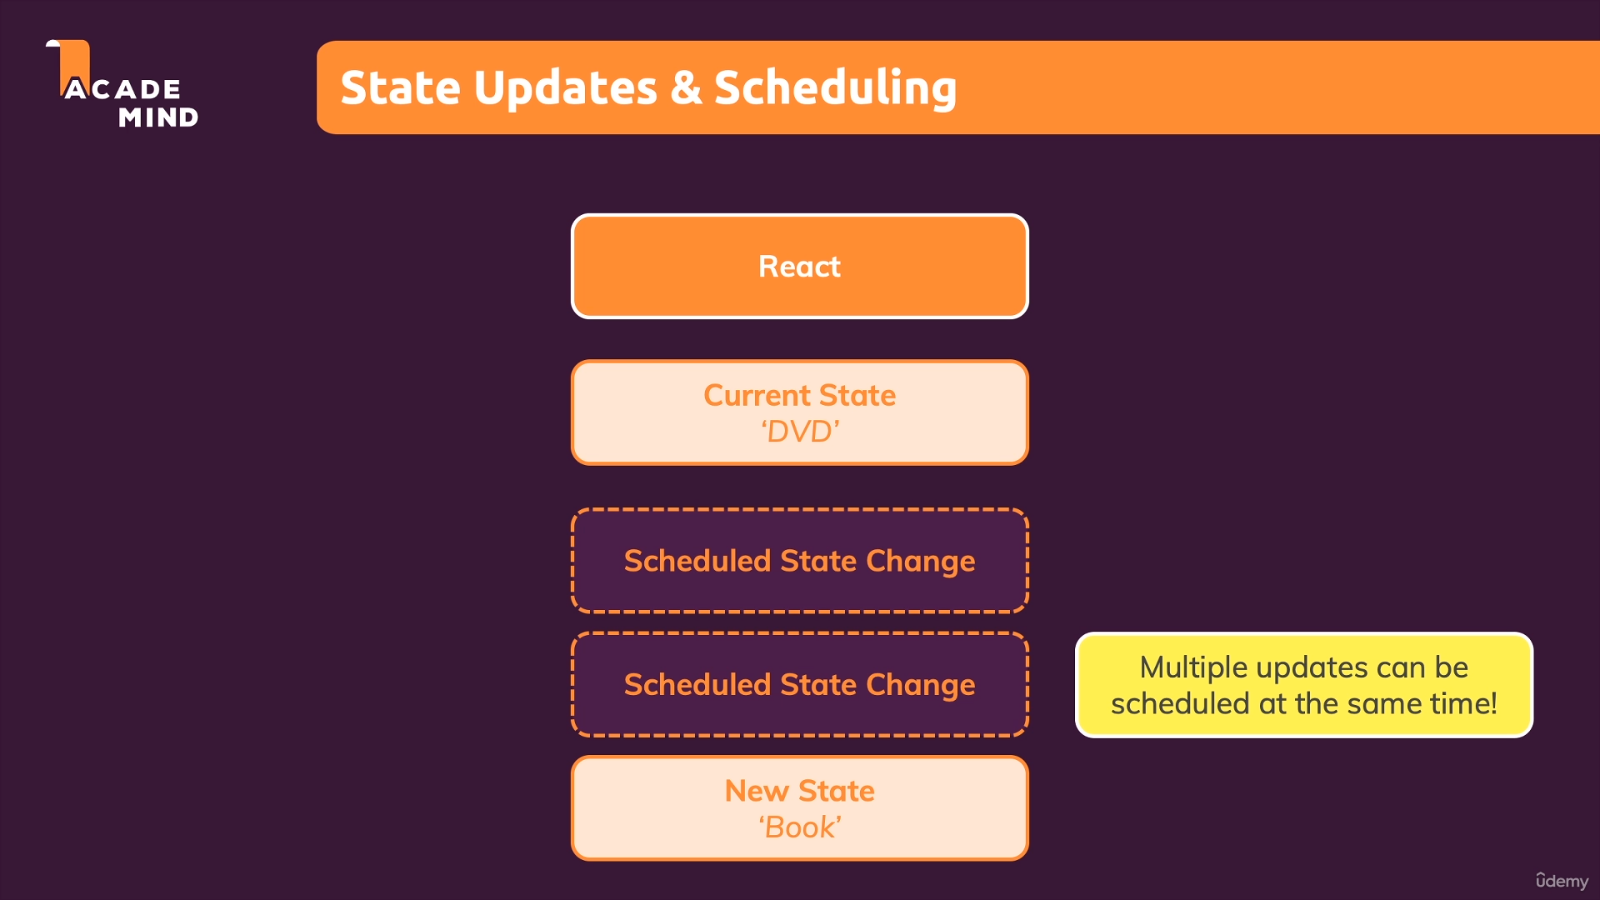 ACADE
MIND
State Updates & Scheduling
React
Current State
‘DVD’
Scheduled State Change
Scheduled State Change
Multiple updates can be
scheduled at the same time!
New State
‘Book’
ûdemy